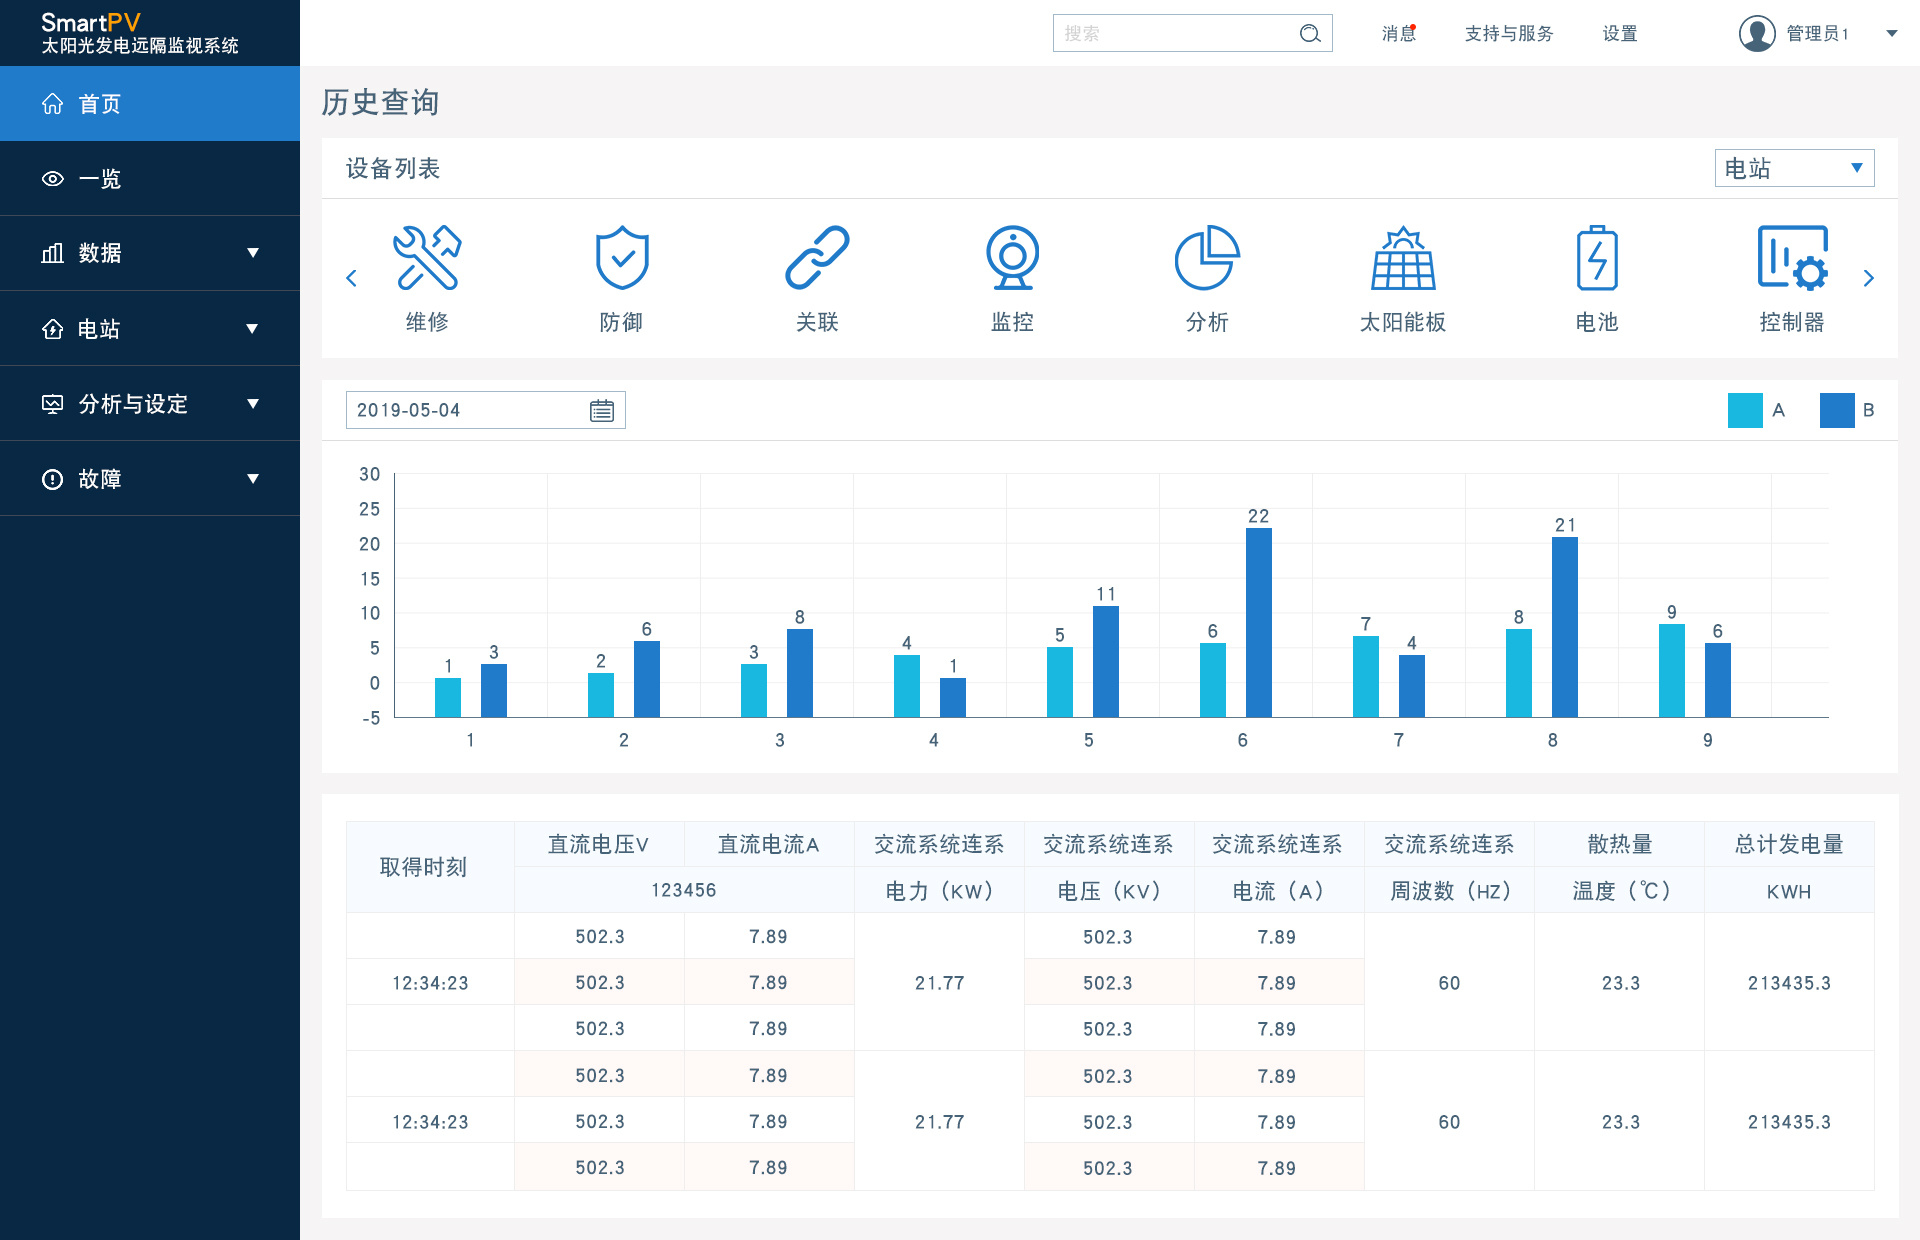 SmartPV
太阳光发电远隔监视系统
搜索
消息
支持与服务
设置
管理员1
首页
一览
数据
电站
分析与设定
故障
历史查询
设备列表
电站
维修
防御
关联
监控
分析
太阳能板
电池
控制器
2019-05-04
A
B
30
25
20
15
10
5
0
-5
1 3
2 6
3 8
4 1
5 11
6 22
7 4
8 21
9 6
1 2 3 4 5 6 7 8 9
取得时刻
直流电压V 直流电流A 交流系统连系 交流系统连系 交流系统连系 交流系统连系 散热量 总计发电量
123456 电力（KW） 电压（KV） 电流（A） 周波数（HZ） 温度（℃） KWH
502.3 7.89 502.3 7.89
12:34:23 502.3 7.89 21.77 502.3 7.89 60 23.3 213435.3
502.3 7.89 502.3 7.89
502.3 7.89 502.3 7.89
12:34:23 502.3 7.89 21.77 502.3 7.89 60 23.3 213435.3
502.3 7.89 502.3 7.89